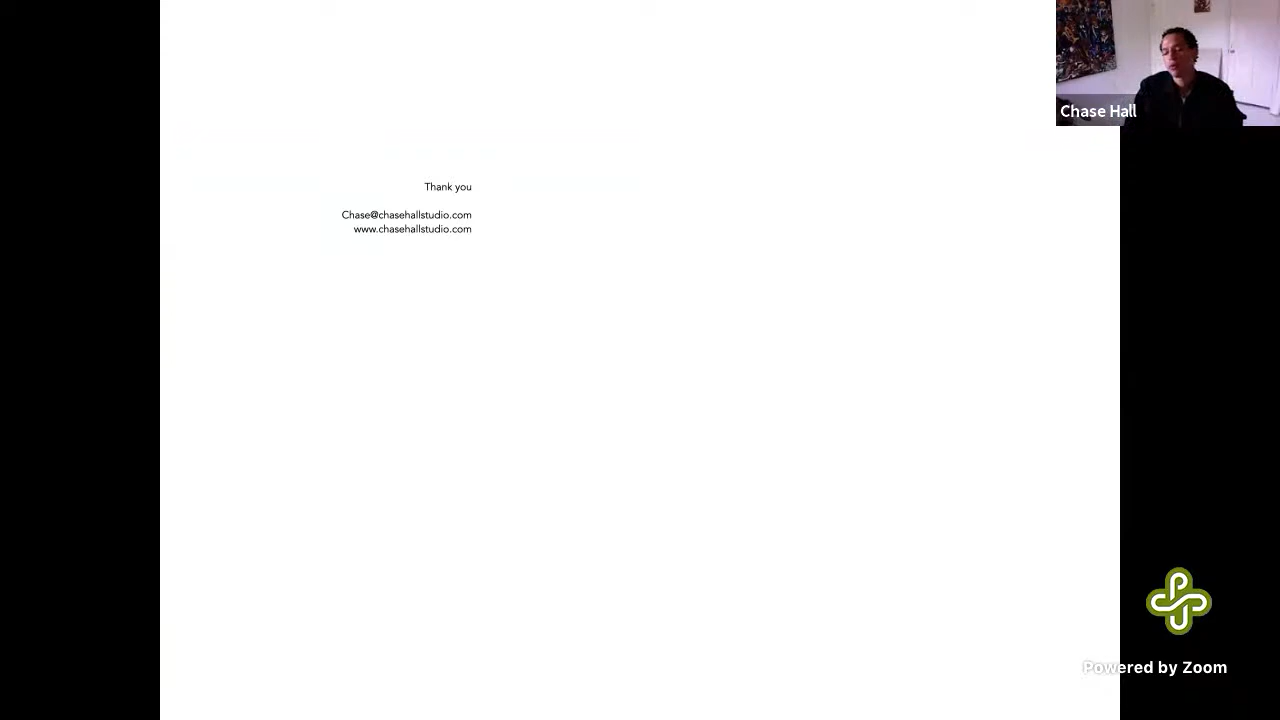 Chase Hall
Thank you
Chase@chasehallstudio.com
www.chasehallstudio.com
Powered by Zoom